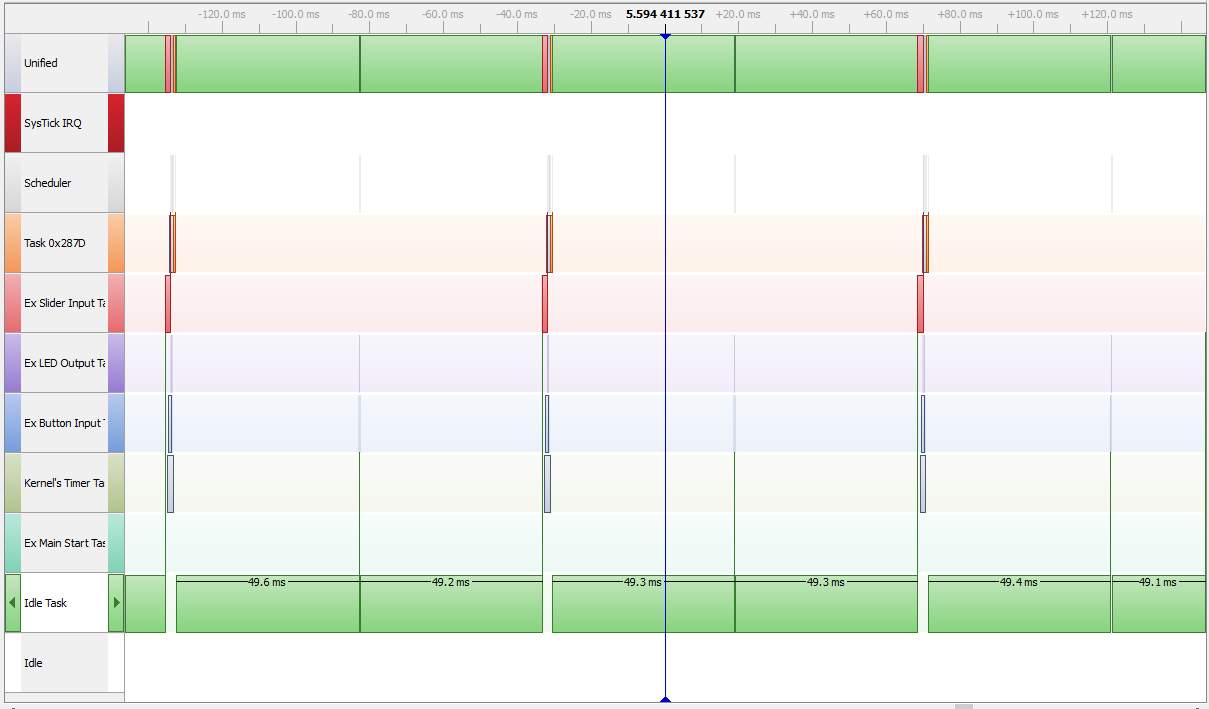 -120.0 ms -100.0 ms -80.0 ms -60.0 ms -40.0 ms -20.0 ms 5.594 411 537 +20.0 ms +40.0 ms +60.0 ms +80.0 ms +100.0 ms +120.0 ms
Unified
SysTick IRQ
Scheduler
Task 0x287D
Ex Slider Input Ta
Ex LED Output Ta
Ex Button Input T
Kernel's Timer Ta
Ex Main Start Tas
Idle Task 49.6 ms 49.2 ms 49.3 ms 49.3 ms 49.4 ms 49.1 ms
Idle